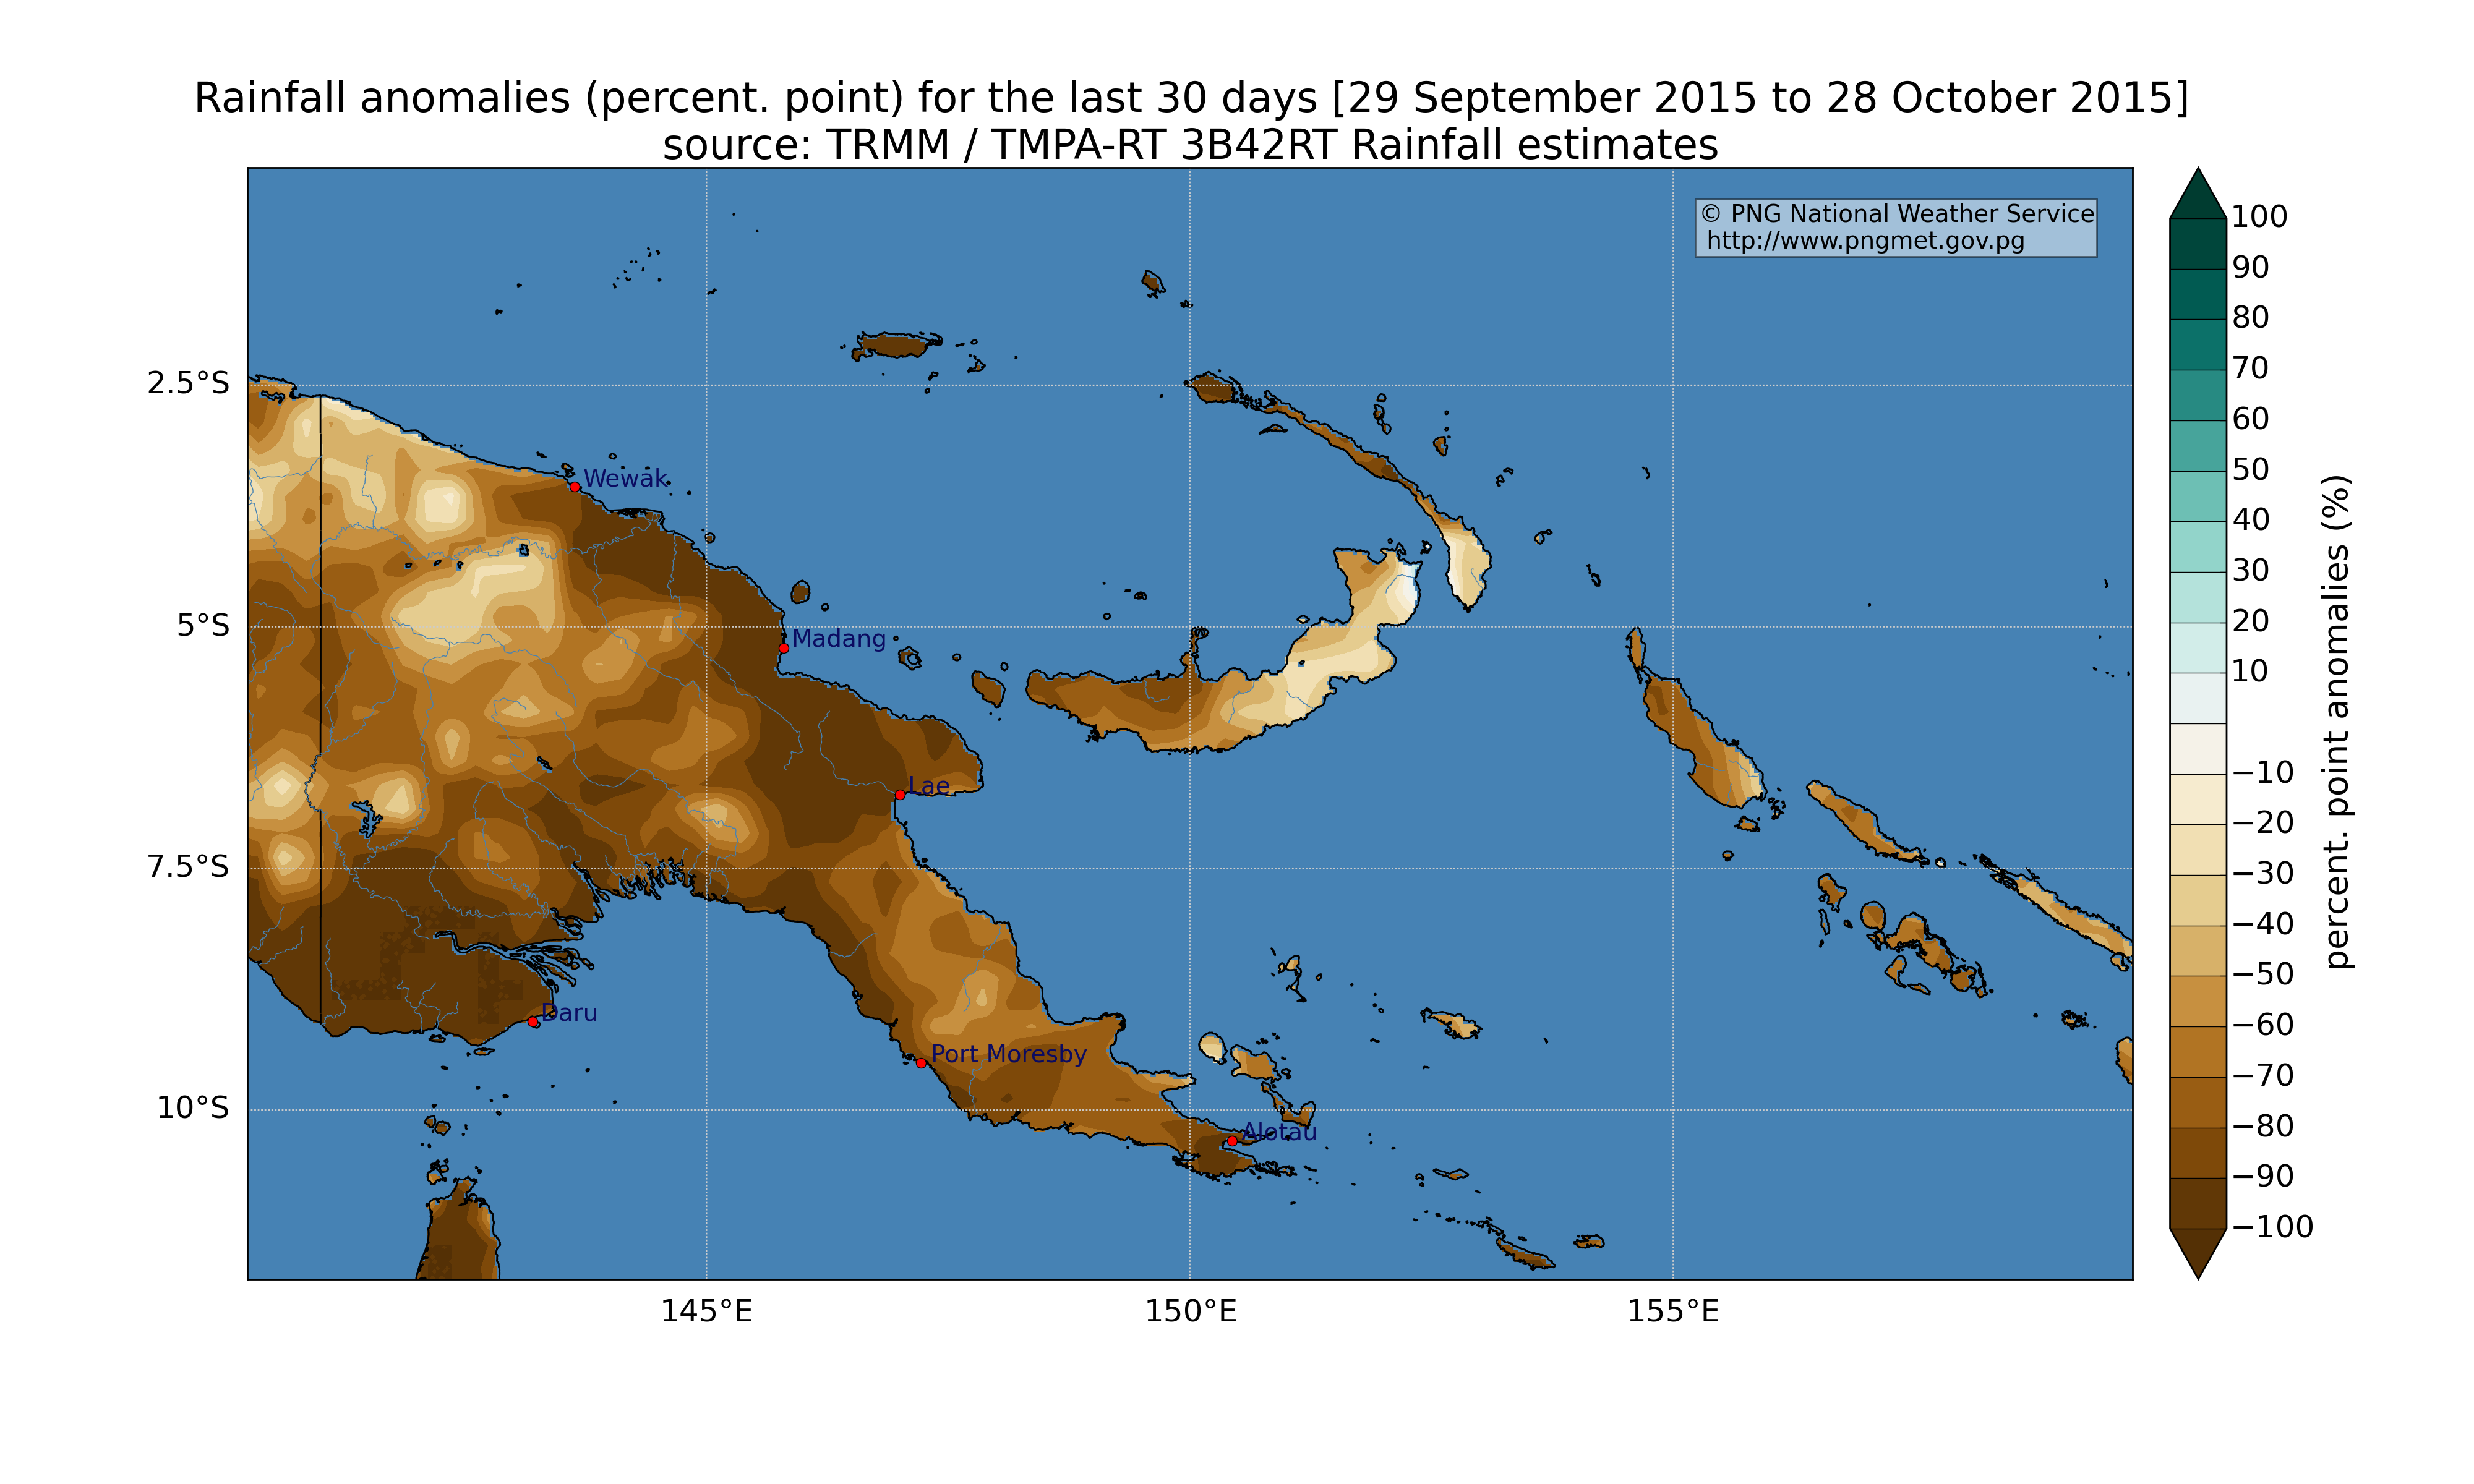 Rainfall anomalies (percent. point) for the last 30 days [29 September 2015 to 28 October 2015]
source: TRMM / TMPA-RT 3B42RT Rainfall estimates
© PNG National Weather Service
http://www.pngmet.gov.pg
2.5°S
5°S
7.5°S
10°S
Wewak
Madang
Lae
Daru
Port Moresby
Alotau
145°E
150°E
155°E
100
90
80
70
60
50
40
30
20
10
−10
−20
−30
−40
−50
−60
−70
−80
−90
−100
percent. point anomalies (%)